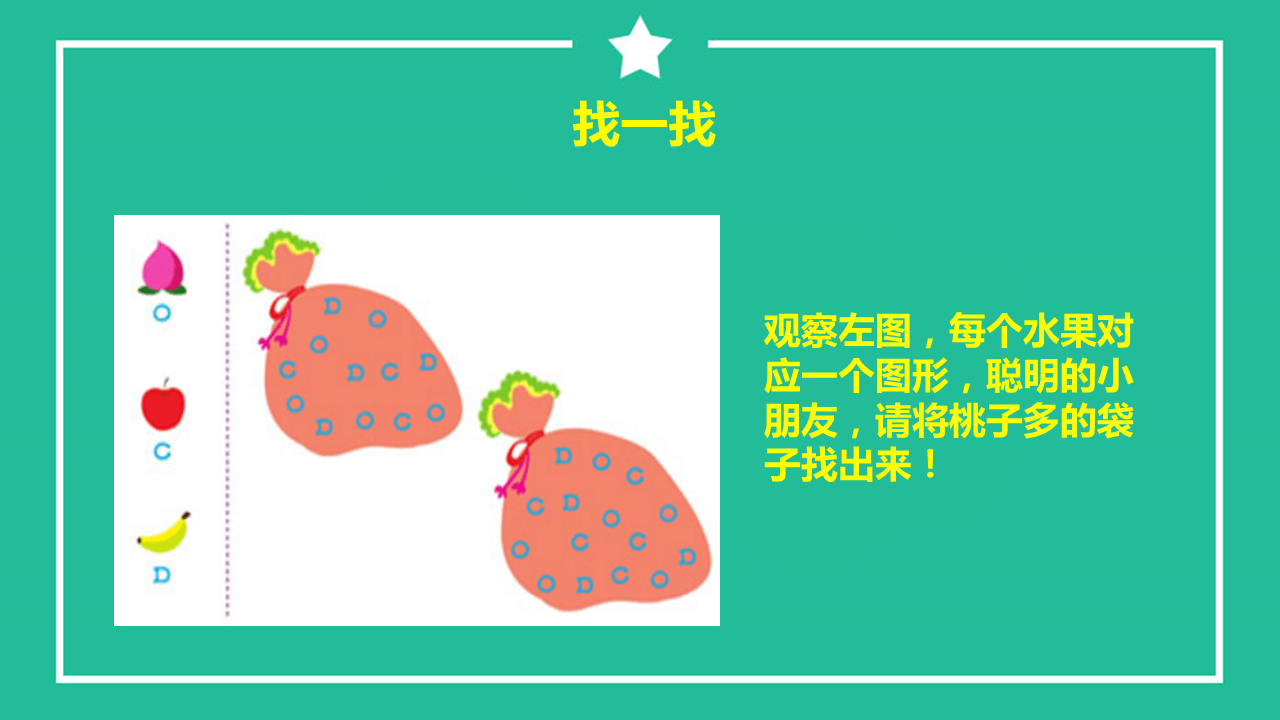 找一找
观察左图，每个水果对
应一个图形，聪明的小
朋友，请将桃子多的袋
子找出来！
O
C
D
D O
O
C D C D
O
D O C O
D O C
C D
O O
O C C
D
O D C O